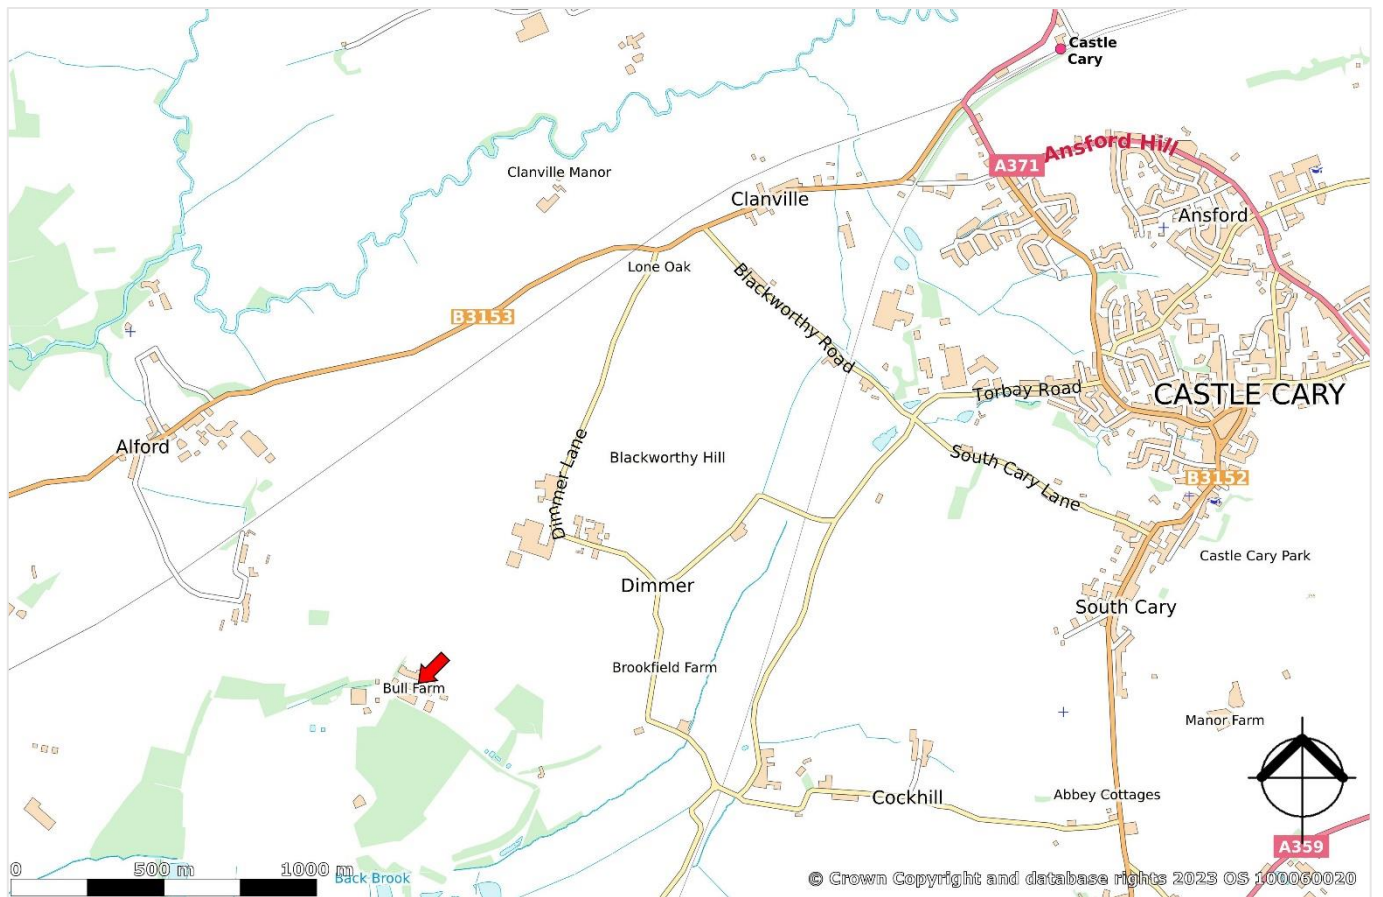 Castle
Cary
Ansford Hill
A371
Clanville Manor
Clanville
Ansford
Lone Oak
Blackworthy Road
B3153
Torbay Road
CASTLE CARY
Alford
Dimmer Lane
Blackworthy Hill
South Cary Lane
B3152
Castle Cary Park
Dimmer
South Cary
Brookfield Farm
Bull Farm
Manor Farm
Cockhill
Abbey Cottages
A359
0 500 m 1000 m
Back Brook
© Crown Copyright and database rights 2023 OS 100060020